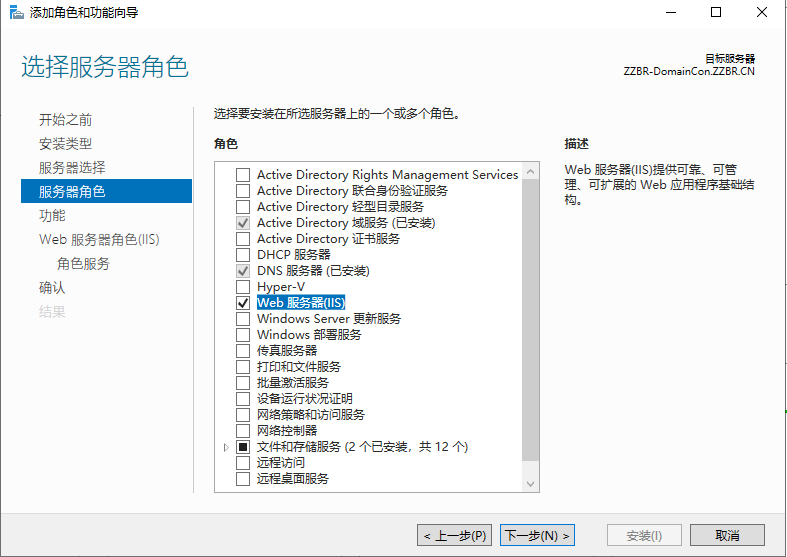 添加角色和功能向导
选择服务器角色
目标服务器
ZZBR-DomainCon.ZZBR.CN
开始之前
安装类型
服务器选择
服务器角色
功能
Web 服务器角色(IIS)
角色服务
确认
结果
选择要安装在所选服务器上的一个或多个角色。
角色
Active Directory Rights Management Services
Active Directory 联合身份验证服务
Active Directory 轻型目录服务
Active Directory 域服务 (已安装)
Active Directory 证书服务
DHCP 服务器
DNS 服务器 (已安装)
Hyper-V
Web 服务器(IIS)
Windows Server 更新服务
Windows 部署服务
传真服务器
打印和文件服务
批量激活服务
设备运行状况证明
网络策略和访问服务
网络控制器
文件和存储服务 (2 个已安装，共 12 个)
远程访问
远程桌面服务
描述
Web 服务器(IIS)提供可靠、可管
理、可扩展的 Web 应用程序基础结
构。
< 上一步(P)
下一步(N) >
安装(I)
取消